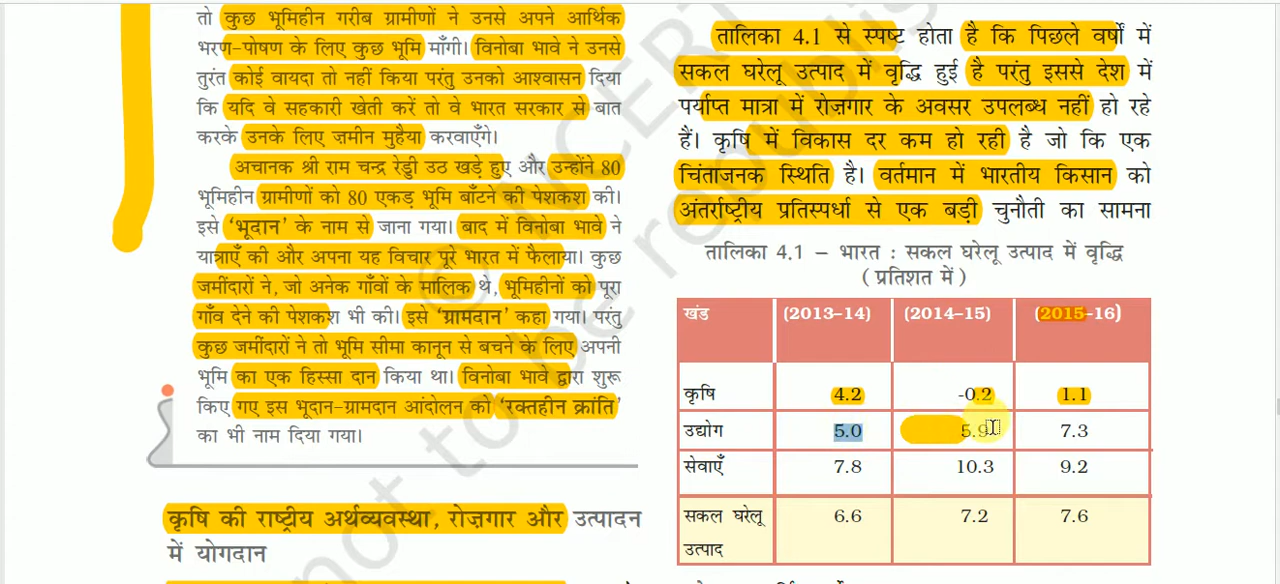 तो कुछ भूमिहीन गरीब ग्रामीणों ने उनसे अपने आर्थिक
भरण-पोषण के लिए कुछ भूमि माँगी। विनोबा भावे ने उनसे
तुरंत कोई वायदा तो नहीं किया परंतु उनको आश्वासन दिया
कि यदि वे सहकारी खेती करें तो वे भारत सरकार से बात
करके उनके लिए ज़मीन मुहैया करवाएँगे।
अचानक श्री राम चन्द्र रेड्डी उठ खड़े हुए और उन्होंने 80
भूमिहीन ग्रामीणों को 80 एकड़ भूमि बाँटने की पेशकश की।
इसे 'भूदान' के नाम से जाना गया। बाद में विनोबा भावे ने
यात्राएँ की और अपना यह विचार पूरे भारत में फैलाया। कुछ
जमींदारों ने, जो अनेक गाँवों के मालिक थे, भूमिहीनों को पूरा
गाँव देने की पेशकश भी की। इसे 'ग्रामदान' कहा गया। परंतु
कुछ जमींदारों ने तो भूमि सीमा कानून से बचने के लिए अपनी
भूमि का एक हिस्सा दान किया था। विनोबा भावे द्वारा शुरू
किए गए इस भूदान-ग्रामदान आंदोलन को 'रक्तहीन क्रांति'
का भी नाम दिया गया।
कृषि की राष्ट्रीय अर्थव्यवस्था, रोज़गार और उत्पादन
में योगदान
तालिका 4.1 से स्पष्ट होता है कि पिछले वर्षों में
सकल घरेलू उत्पाद में वृद्धि हुई है परंतु इससे देश में
पर्याप्त मात्रा में रोज़गार के अवसर उपलब्ध नहीं हो रहे
हैं। कृषि में विकास दर कम हो रही है जो कि एक
चिंताजनक स्थिति है। वर्तमान में भारतीय किसान को
अंतर्राष्ट्रीय प्रतिस्पर्धा से एक बड़ी चुनौती का सामना
तालिका 4.1 – भारत : सकल घरेलू उत्पाद में वृद्धि
( प्रतिशत में )
खंड (2013–14) (2014–15) (2015-16)
कृषि 4.2 -0.2 1.1
उद्योग 5.0 5.9 7.3
सेवाएँ 7.8 10.3 9.2
सकल घरेलू 6.6 7.2 7.6
उत्पाद
© NCERT
not to be republish